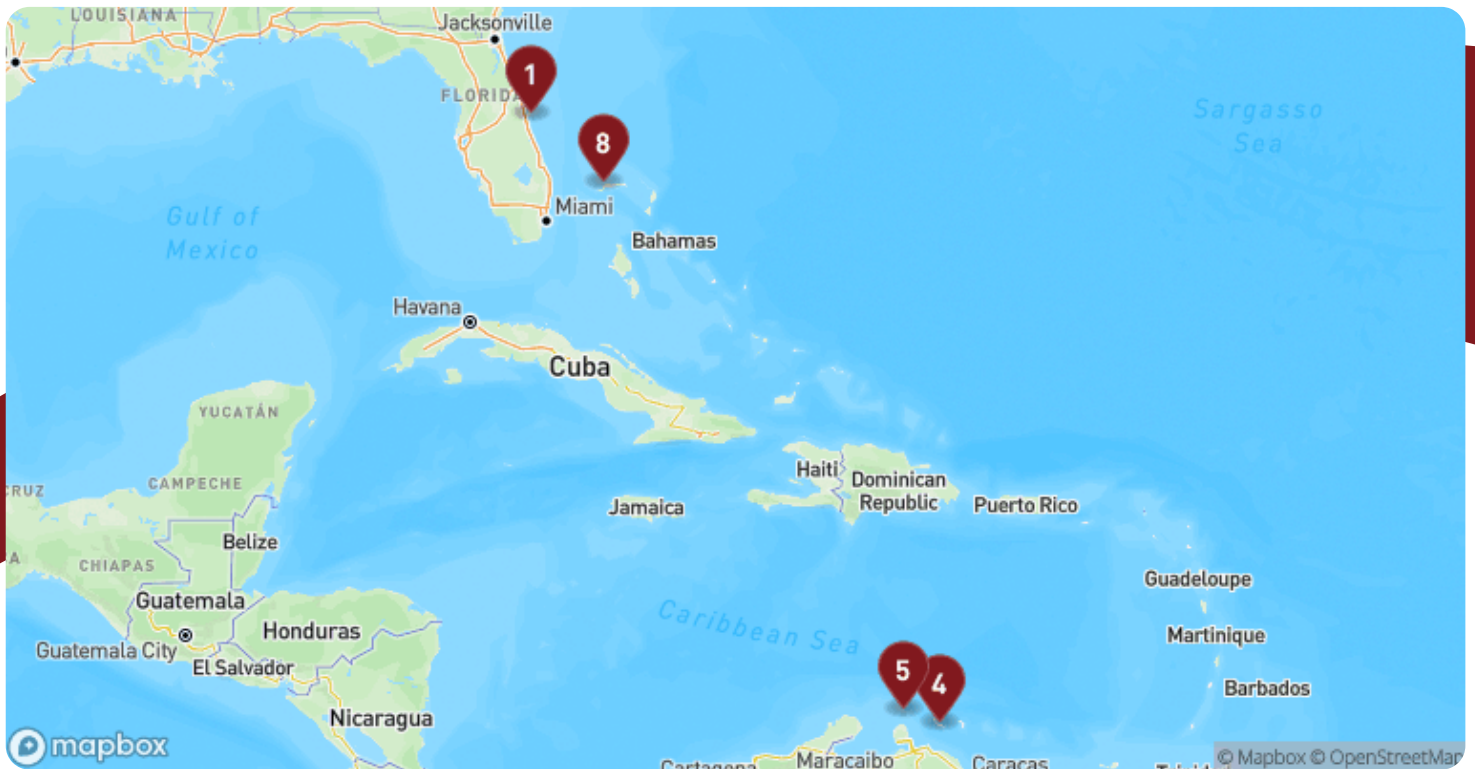 LOUISIANA
Jacksonville
1
FLORIDA
Sargasso
Sea
8
Miami
Gulf of
Mexico
Bahamas
Havana
Cuba
YUCATÁN
CAMPECHE
CRUZ
Haiti
Dominican
Republic
Jamaica
Puerto Rico
Belize
CHIAPAS
Guadeloupe
Guatemala
Caribbean Sea
Honduras
Martinique
Guatemala City
El Salvador
5
4
Barbados
Nicaragua
mapbox
Maracaibo
Caracas
Cartagena
© Mapbox © OpenStreetMap